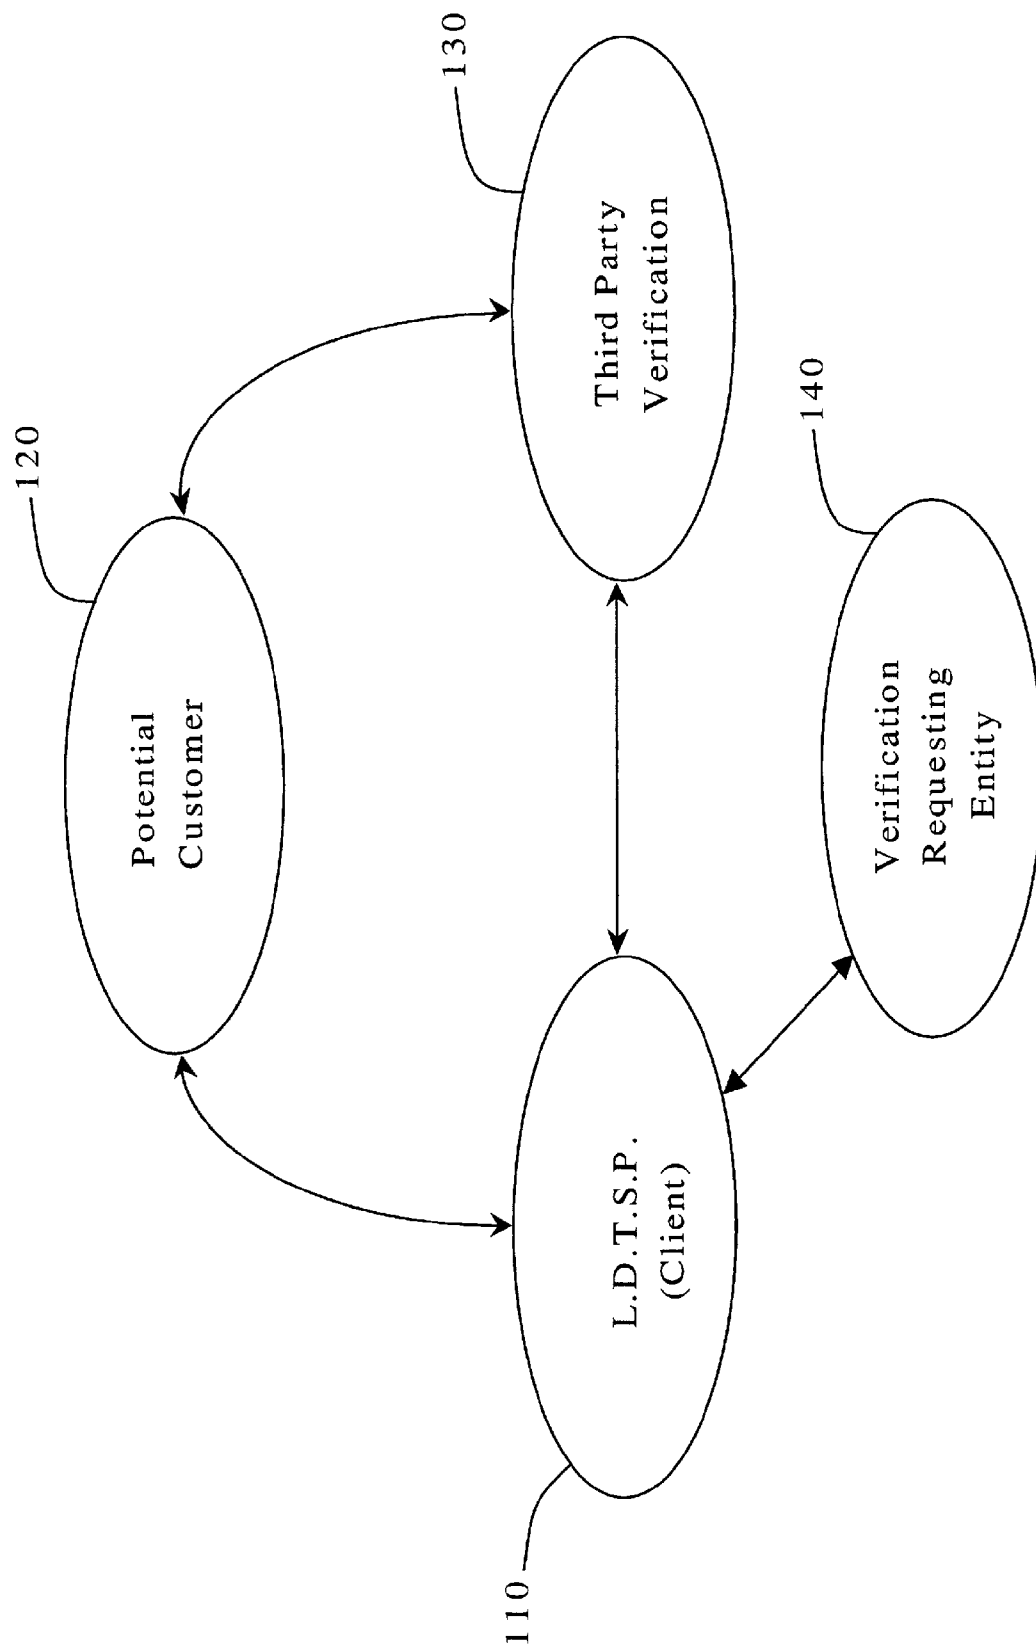 120
Potential
Customer
130
Third Party
Verification
110
L.D.T.S.P.
(Client)
140
Verification
Requesting
Entity